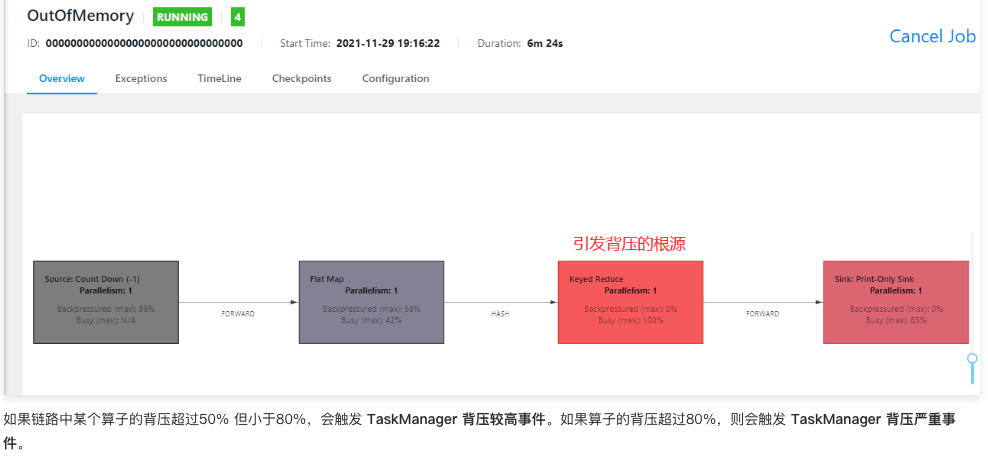 OutOfMemory RUNNING 4
ID: 00000000000000000000000000000000 Start Time: 2021-11-29 19:16:22 Duration: 6m 24s
Cancel Job
Overview Exceptions TimeLine Checkpoints Configuration
引发背压的根源
Source: Count Down (-1)
Parallelism: 1
Backpressured (max): 99%
Busy (max): N/A
FORWARD
Flat Map
Parallelism: 1
Backpressured (max): 58%
Busy (max): 42%
HASH
Keyed Reduce
Parallelism: 1
Backpressured (max): 0%
Busy (max): 100%
FORWARD
Sink: Print-Only Sink
Parallelism: 1
Backpressured (max): 0%
Busy (max): 85%
如果链路中某个算子的背压超过50% 但小于80%，会触发 TaskManager 背压较高事件。如果算子的背压超过80%，则会触发 TaskManager 背压严重事
件。